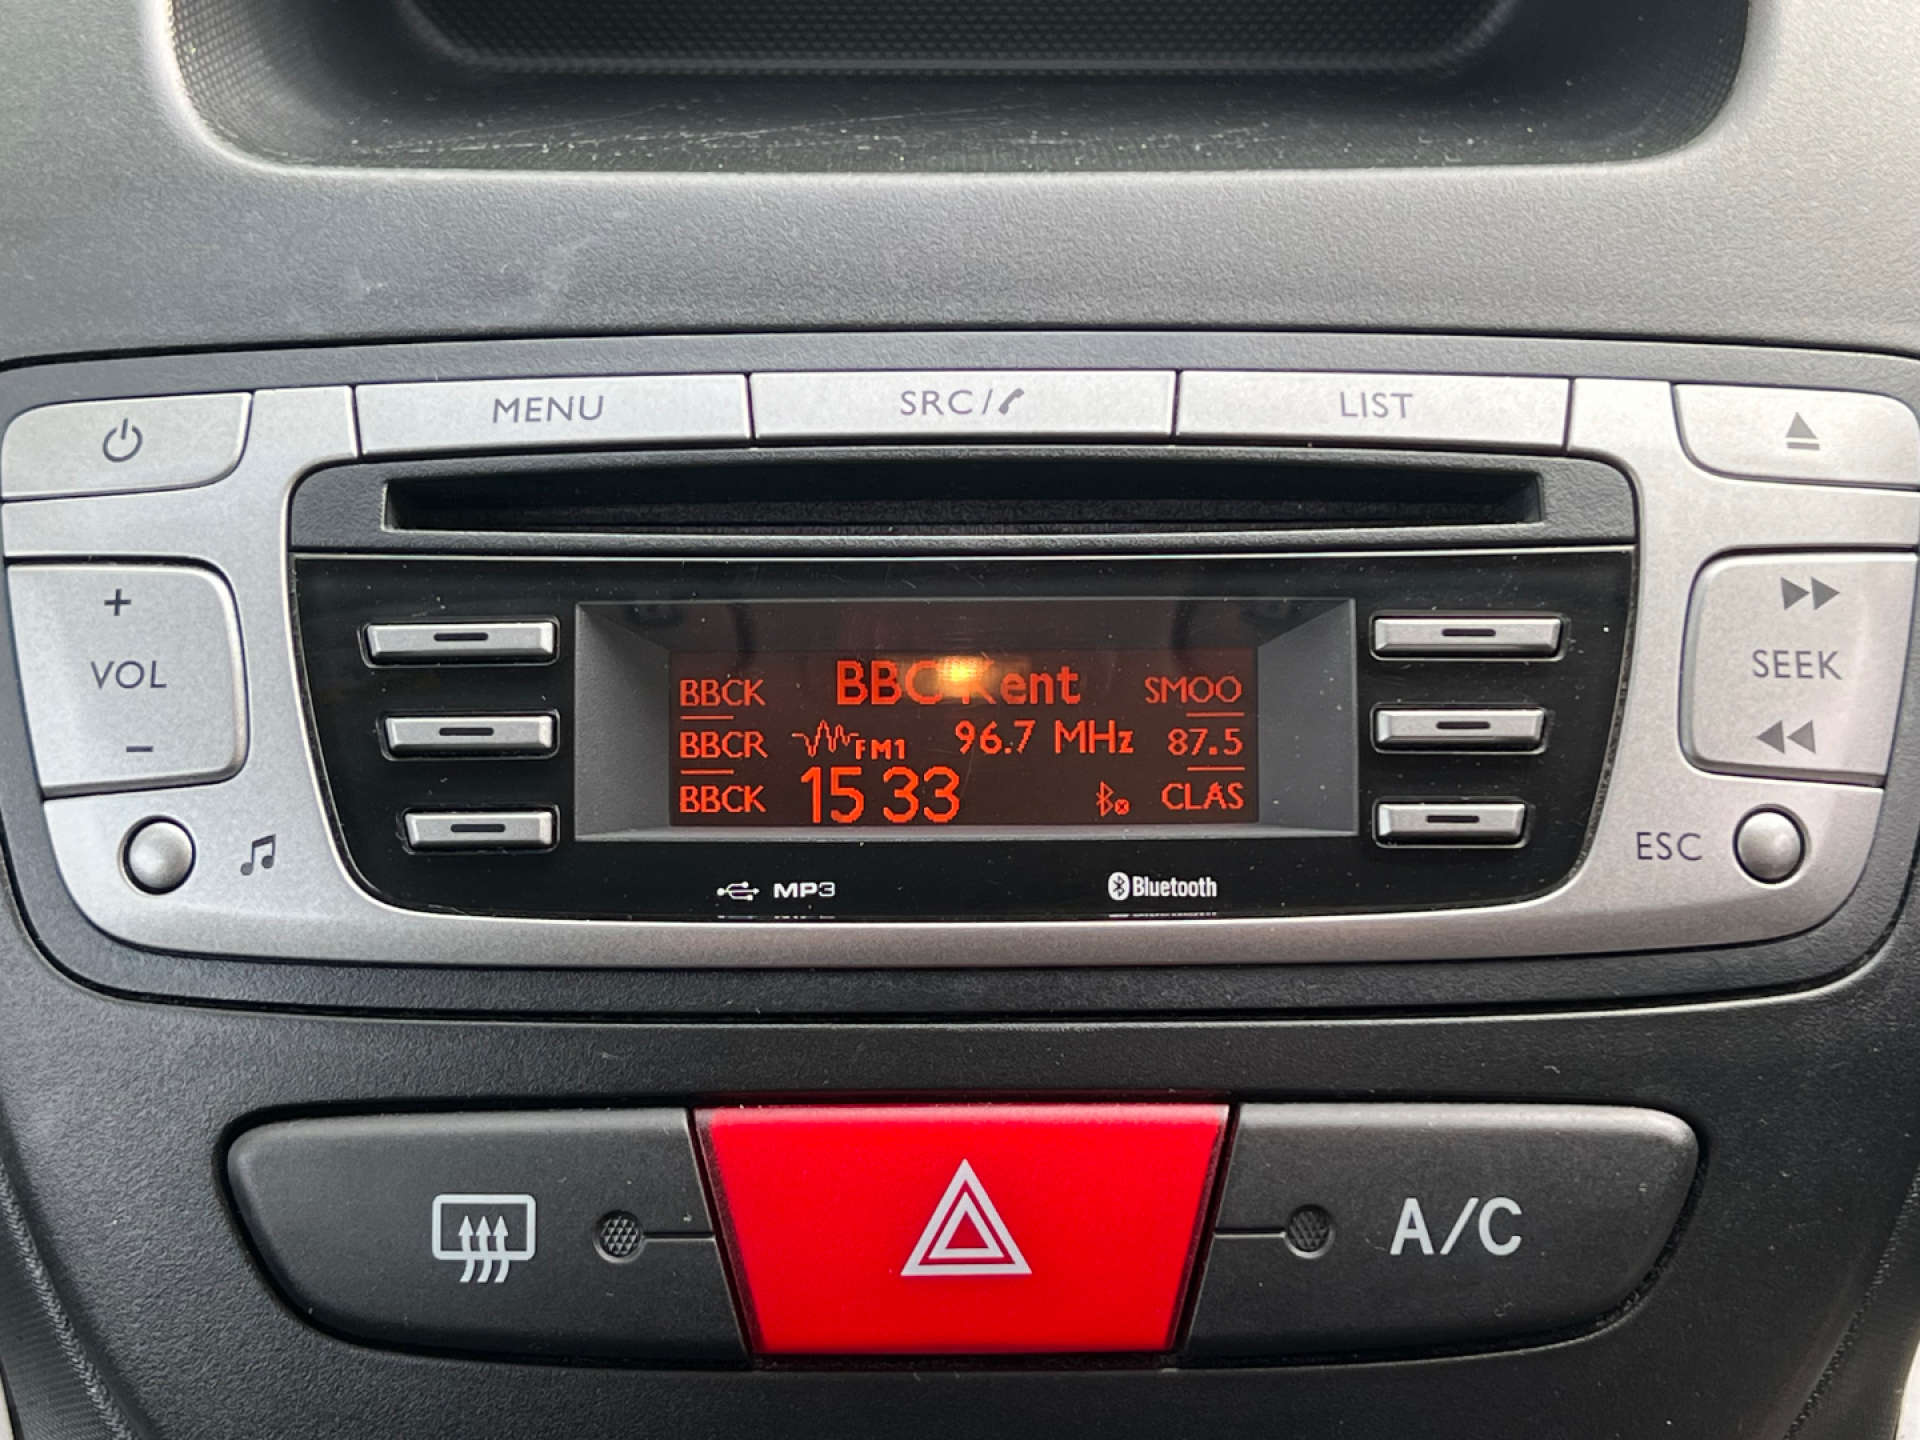 MENU
SRC/
LIST
+
VOL
-
SEEK
BBCK
BBC Kent
SMOO
BBCR
FM1
96.7 MHz
87.5
BBCK
15 33
CLAS
ESC
MP3
Bluetooth
A/C